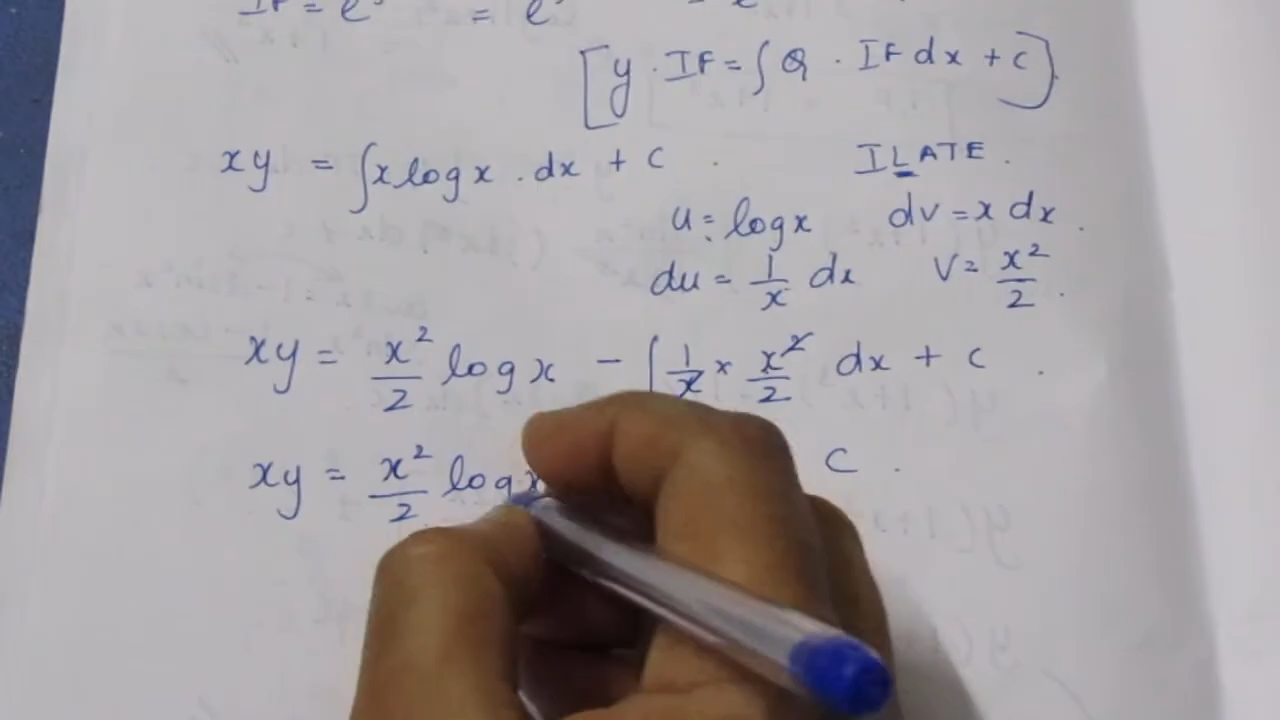 IF = e = e = e
[y · IF = ∫ Q · IF dx + c]
xy = ∫x log x . dx + c .
ILATE .
u = log x dv = x dx .
du = 1/x dx v = x²/2 .
xy = x²/2 log x - ∫ 1/x × x²/2 dx + c .
xy = x²/2 log x c .